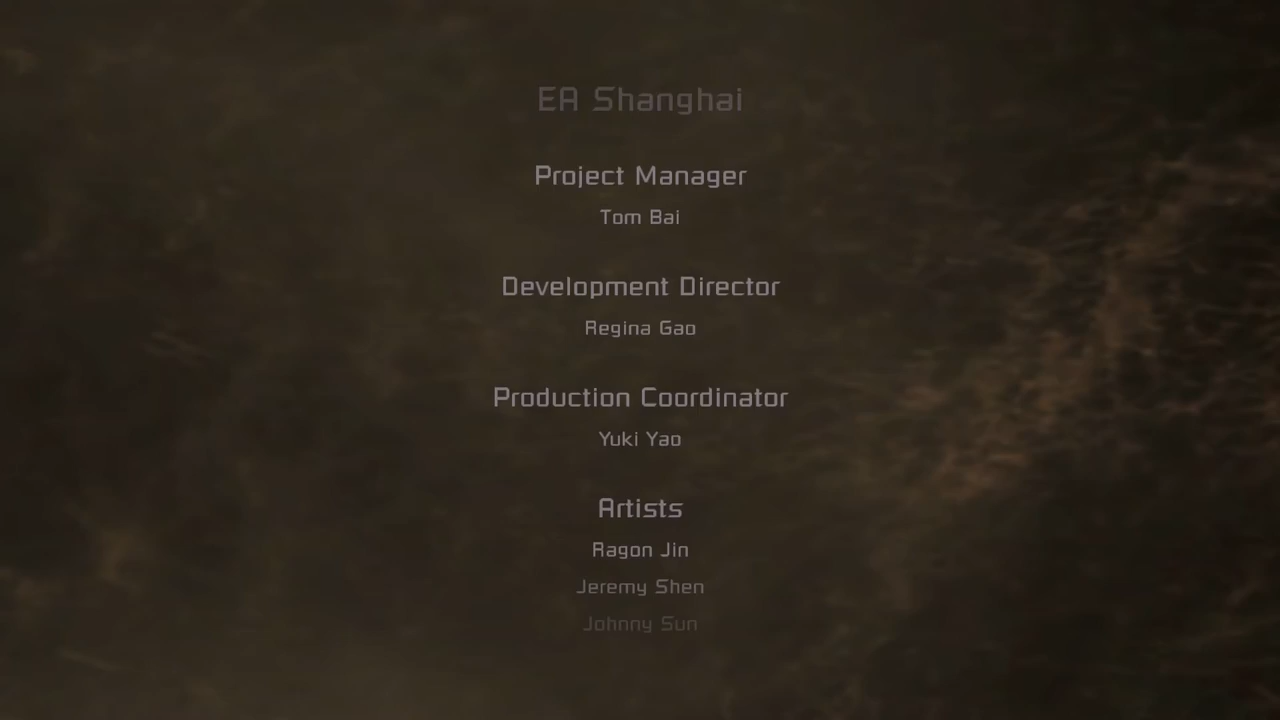 EA Shanghai
Project Manager
Tom Bai
Development Director
Regina Gao
Production Coordinator
Yuki Yao
Artists
Ragon Jin
Jeremy Shen
Johnny Sun